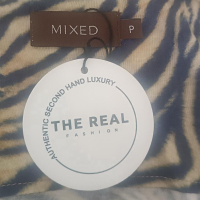 MIXED P
AUTHENTIC SECOND HAND LUXURY
THE REAL
FASHION